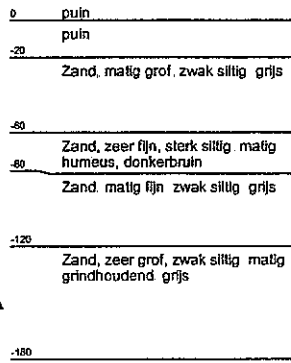 0 puin
puin
-20
Zand, matig grof, zwak siltig grijs
-60
Zand, zeer fijn, sterk siltig matig
humeus, donkerbruin
-80
Zand matig fijn zwak siltig grijs
-120
Zand, zeer grof, zwak siltig matig
grindhoudend grijs
-180